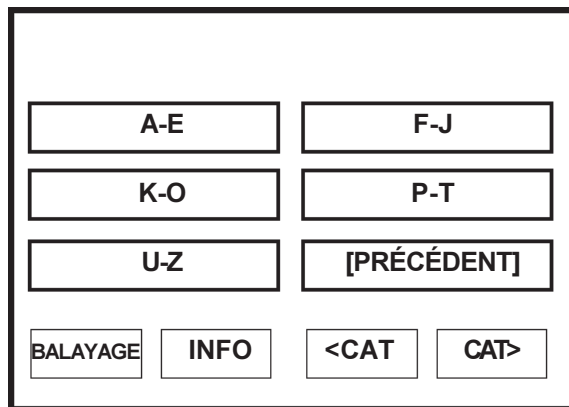 A-E F-J
K-O P-T
U-Z [PRÉCÉDENT]
BALAYAGE INFO <CAT CAT>